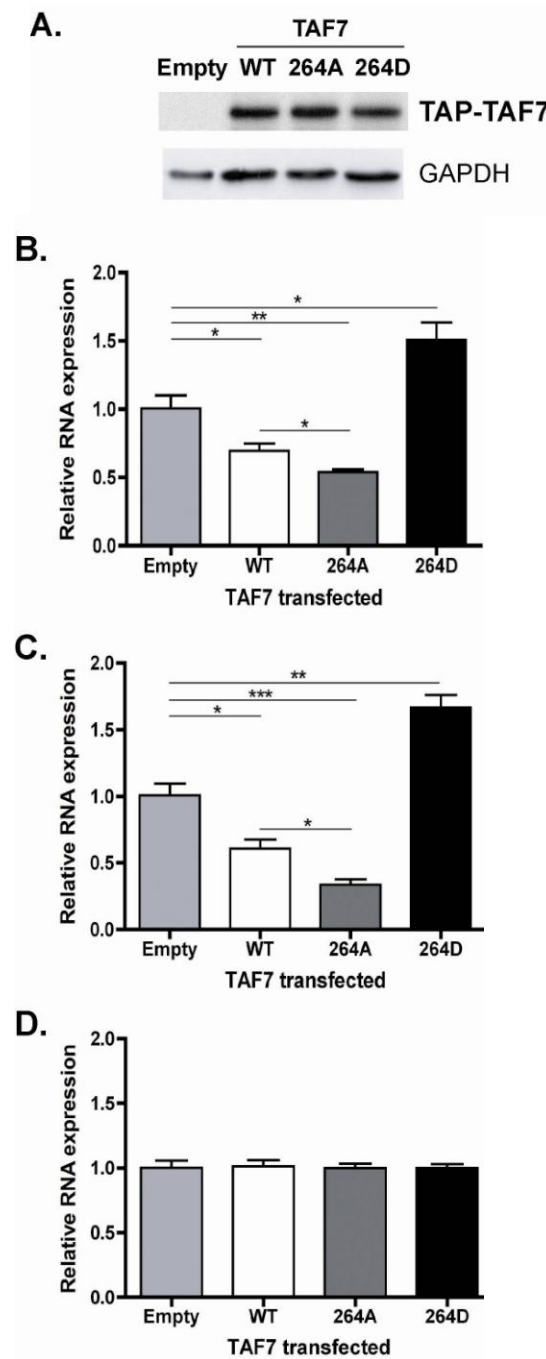 A.
TAF7
Empty WT 264A 264D
TAP-TAF7
GAPDH
B.
Relative RNA expression
2.0
1.5
1.0
0.5
0.0
*
**
*
*
Empty WT 264A 264D
TAF7 transfected
C.
Relative RNA expression
2.0
1.5
1.0
0.5
0.0
**
***
*
*
Empty WT 264A 264D
TAF7 transfected
D.
Relative RNA expression
2.0
1.5
1.0
0.5
0.0
Empty WT 264A 264D
TAF7 transfected